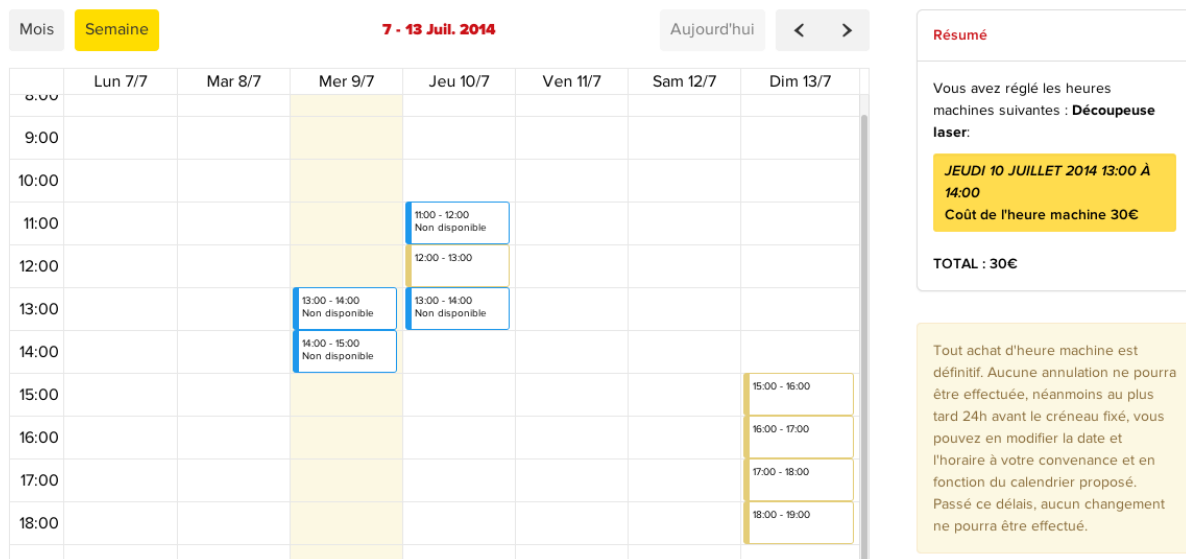 Mois
Semaine
7 - 13 Juil. 2014
Aujourd'hui
Lun 7/7
Mar 8/7
Mer 9/7
Jeu 10/7
Ven 11/7
Sam 12/7
Dim 13/7
8:00
9:00
10:00
11:00
12:00
13:00
14:00
15:00
16:00
17:00
18:00
13:00 - 14:00
Non disponible
14:00 - 15:00
Non disponible
11:00 - 12:00
Non disponible
12:00 - 13:00
13:00 - 14:00
Non disponible
15:00 - 16:00
16:00 - 17:00
17:00 - 18:00
18:00 - 19:00
Résumé
Vous avez réglé les heures
machines suivantes : Découpeuse
laser:
JEUDI 10 JUILLET 2014 13:00 À
14:00
Coût de l'heure machine 30€
TOTAL : 30€
Tout achat d'heure machine est
définitif. Aucune annulation ne pourra
être effectuée, néanmoins au plus
tard 24h avant le créneau fixé, vous
pouvez en modifier la date et
l'horaire à votre convenance et en
fonction du calendrier proposé.
Passé ce délais, aucun changement
ne pourra être effectué.